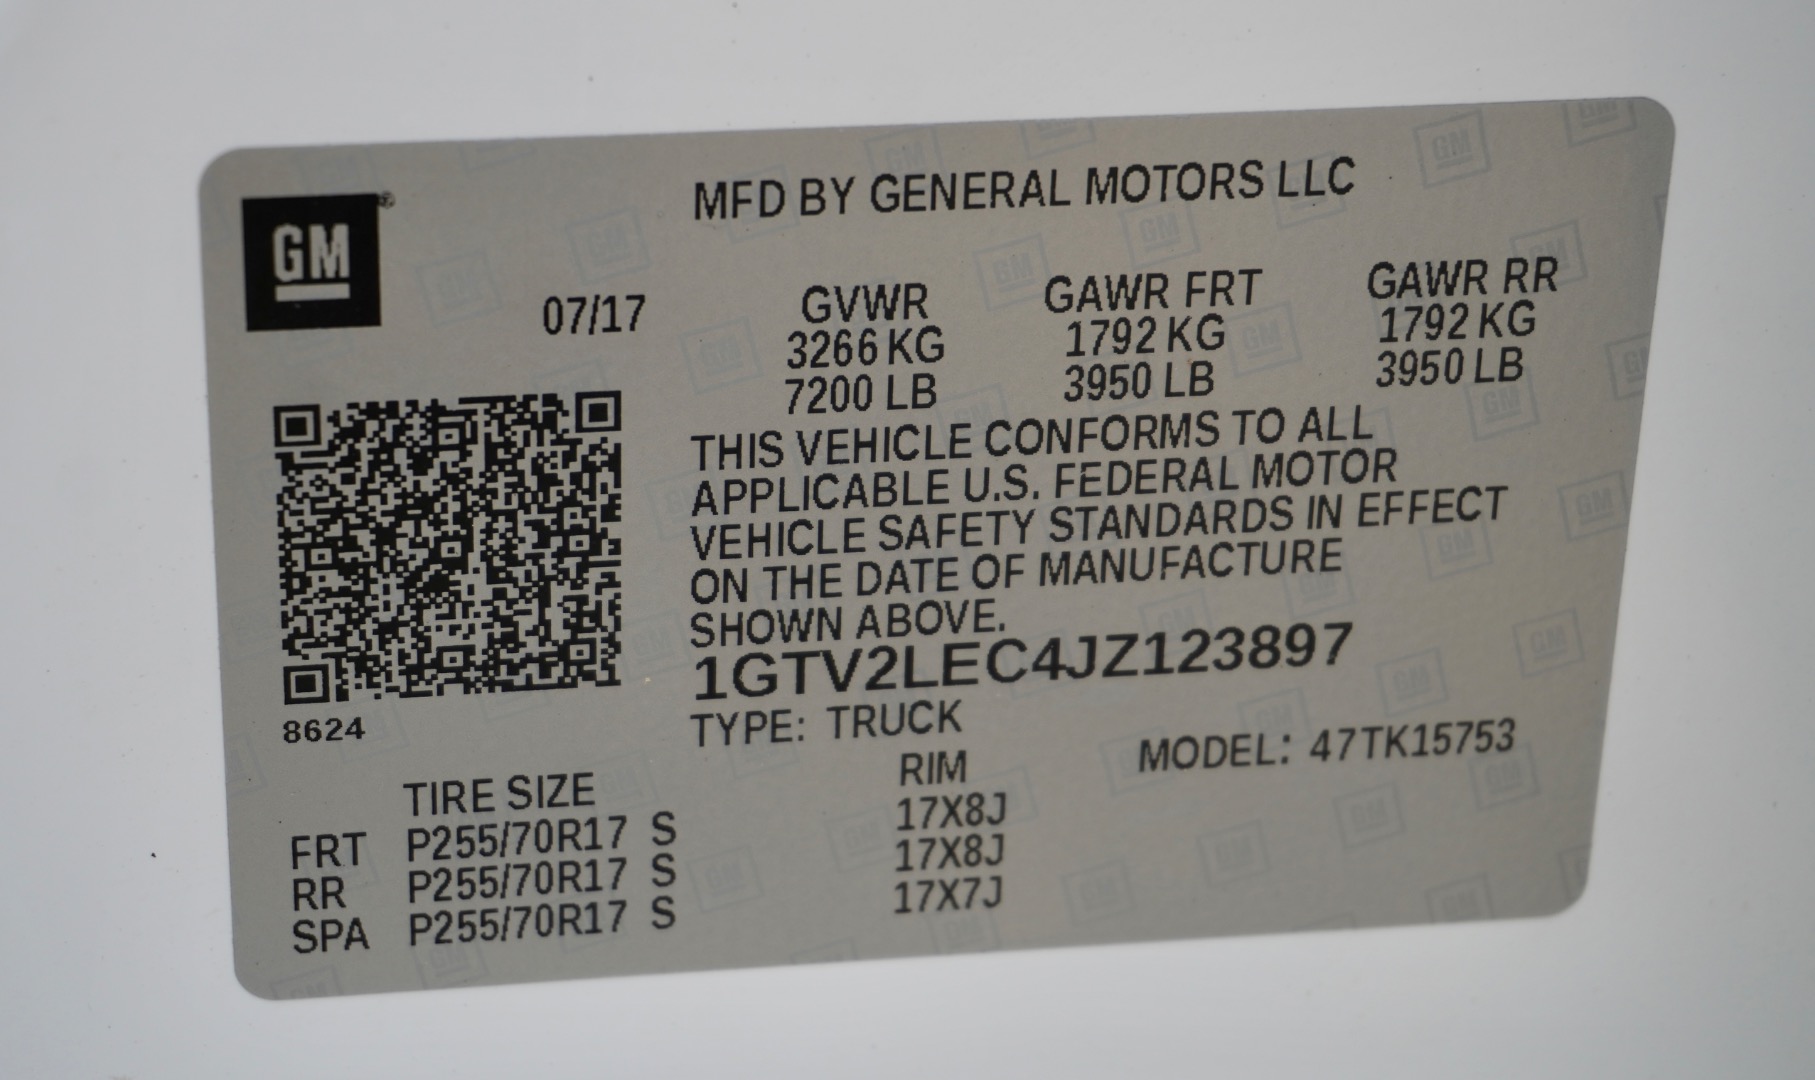 GM
MFD BY GENERAL MOTORS LLC
07/17
GVWR GAWR FRT GAWR RR
3266 KG 1792 KG 1792 KG
7200 LB 3950 LB 3950 LB
THIS VEHICLE CONFORMS TO ALL
APPLICABLE U.S. FEDERAL MOTOR
VEHICLE SAFETY STANDARDS IN EFFECT
ON THE DATE OF MANUFACTURE
SHOWN ABOVE.
1GTV2LEC4JZ123897
8624
TYPE: TRUCK MODEL: 47TK15753
TIRE SIZE RIM
FRT P255/70R17 S 17X8J
RR P255/70R17 S 17X8J
SPA P255/70R17 S 17X7J